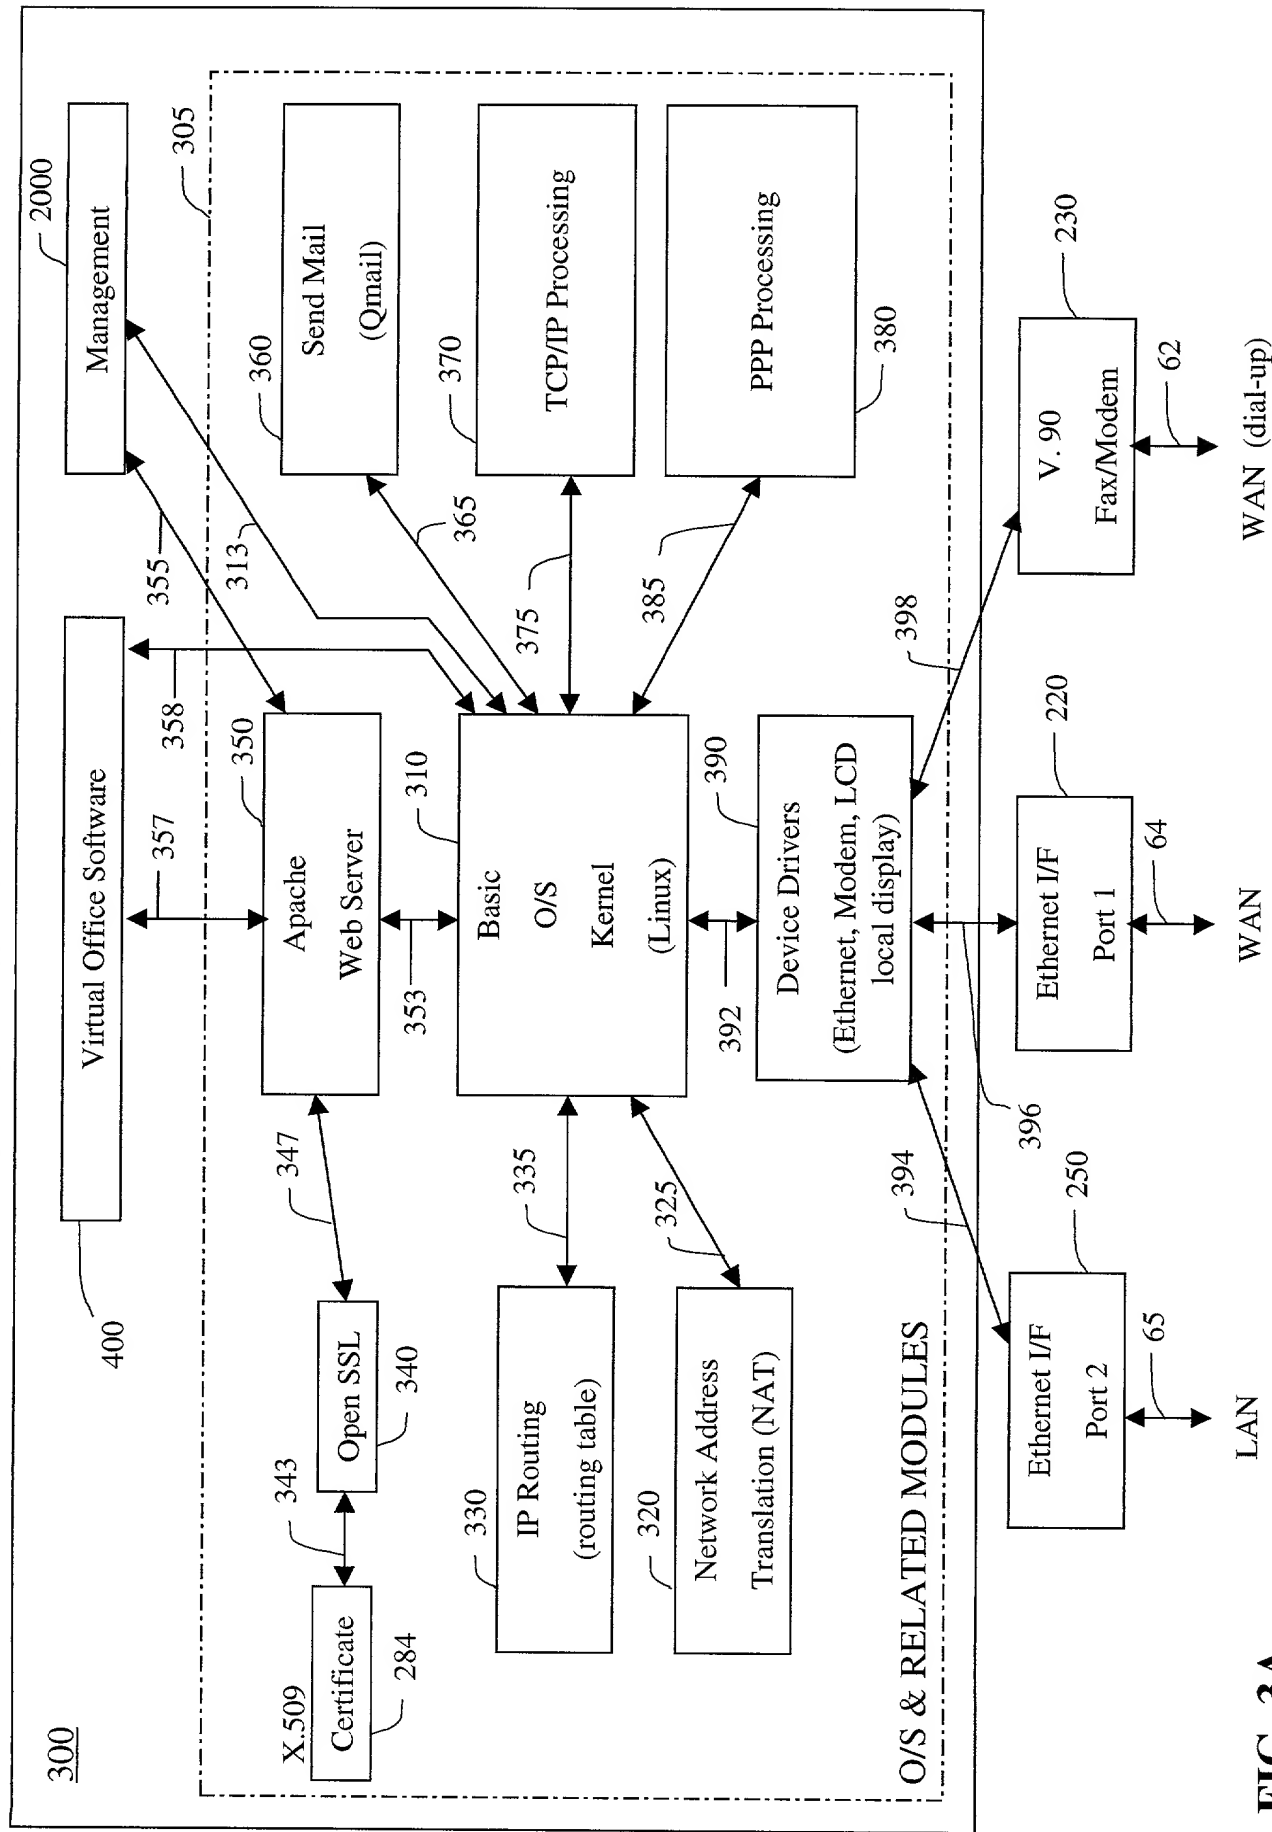 300
400
Virtual Office Software
Management
2000
357
358
355
313
305
X.509
Certificate
284
343
Open SSL
340
347
Apache
Web Server
350
353
Send Mail
(Qmail)
360
365
IP Routing
(routing table)
330
335
Basic
O/S
Kernel
(Linux)
310
TCP/IP Processing
370
375
Network Address
Translation (NAT)
320
325
392
PPP Processing
380
385
Device Drivers
(Ethernet, Modem, LCD
local display)
390
O/S & RELATED MODULES
394
396
398
Ethernet I/F
Port 2
250
Ethernet I/F
Port 1
220
V. 90
Fax/Modem
230
65
64
62
LAN
WAN
WAN (dial-up)
FIG. 3A